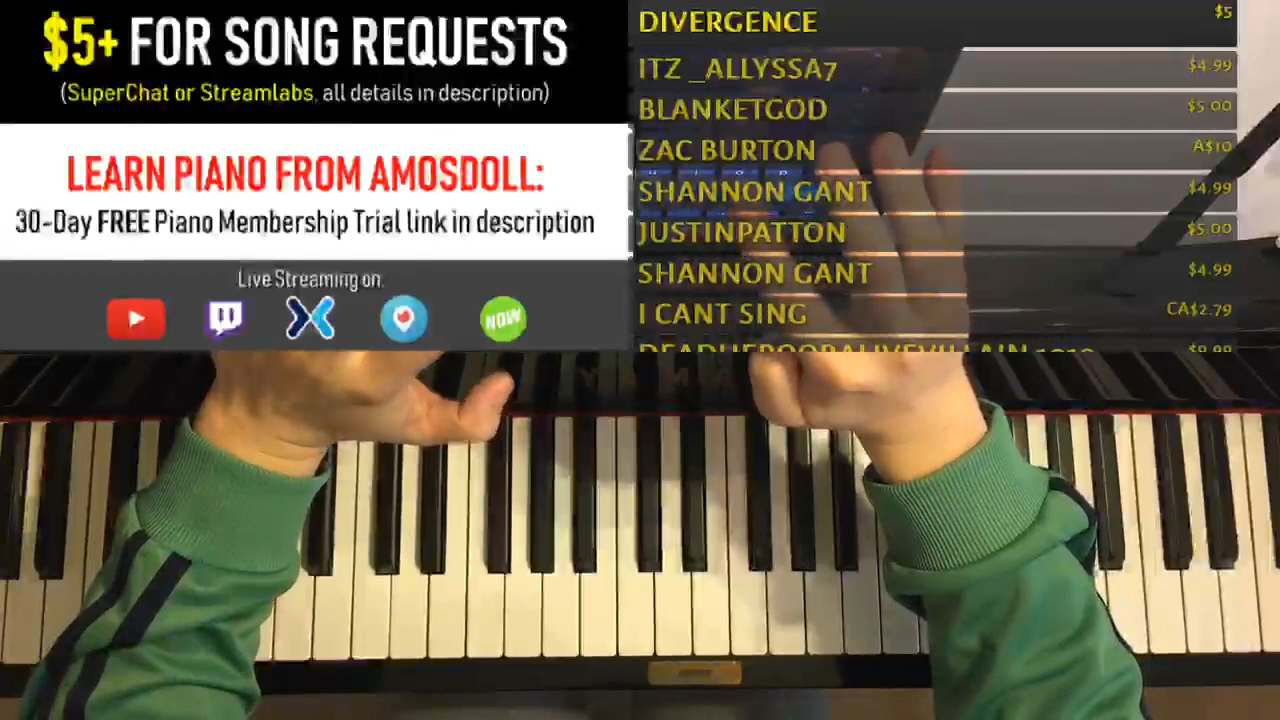 $5+ FOR SONG REQUESTS
(SuperChat or Streamlabs, all details in description)
LEARN PIANO FROM AMOSDOLL:
30-Day FREE Piano Membership Trial link in description
Live Streaming on:
NOW
DIVERGENCE $5
ITZ _ALLYSSA7 $4.99
BLANKETGOD $5.00
ZAC BURTON A$10
SHANNON GANT $4.99
JUSTINPATTON $5.00
SHANNON GANT $4.99
I CANT SING CA$2.79